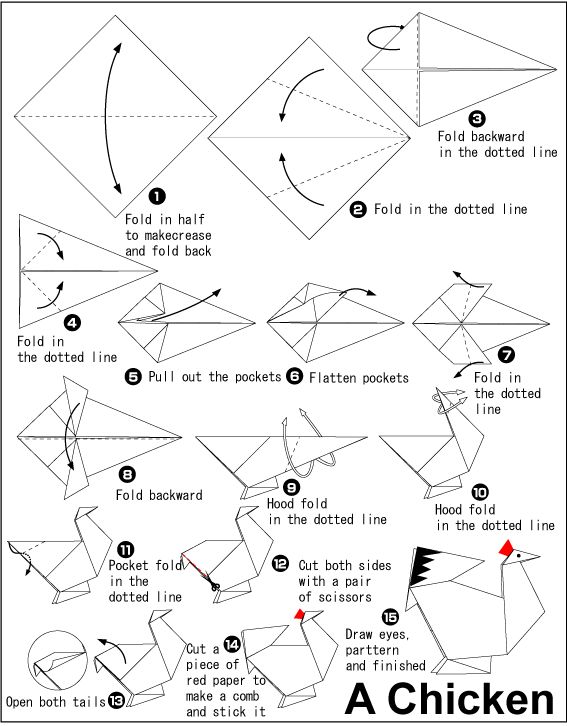 1
Fold in half
to makecrease
and fold back
2 Fold in the dotted line
3
Fold backward
in the dotted line
4
Fold in
the dotted line
5 Pull out the pockets
6 Flatten pockets
7
Fold in
the dotted
line
8
Fold backward
9
Hood fold
in the dotted line
10
Hood fold
in the dotted line
11
Pocket fold
in the
dotted line
12 Cut both sides
with a pair
of scissors
Open both tails 13
14
Cut a
piece of
red paper to
make a comb
and stick it
15
Draw eyes,
parttern
and finished
A Chicken